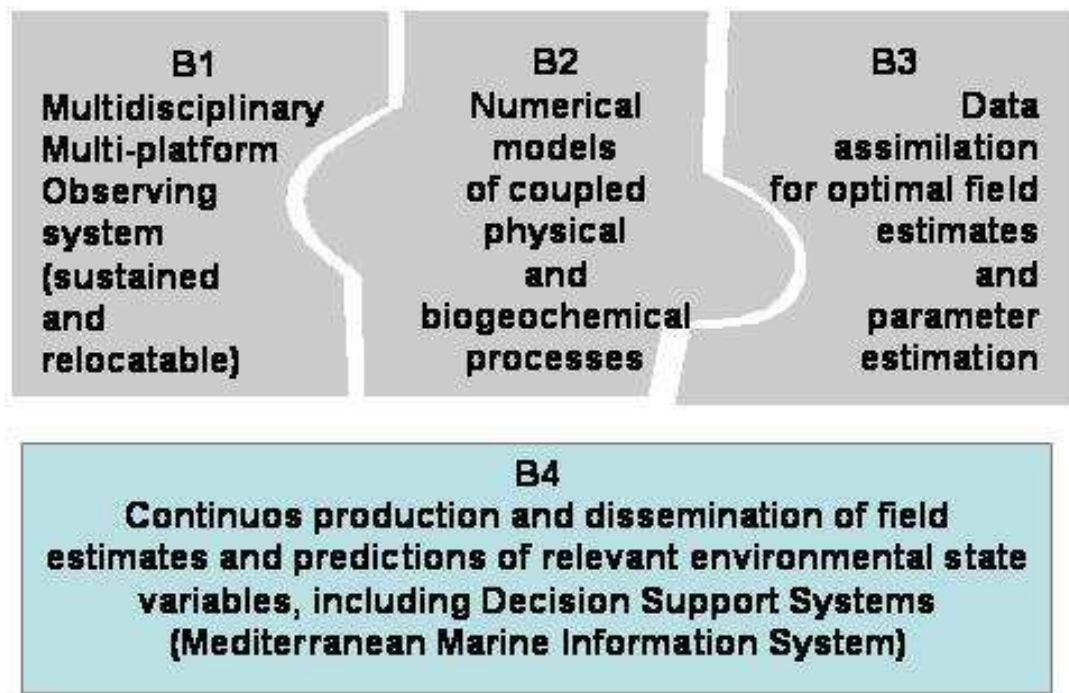 B1
Multidisciplinary
Multi-platform
Observing
system
(sustained
and
relocatable)
B2
Numerical
models
of coupled
physical
and
biogeochemical
processes
B3
Data
assimilation
for optimal field
estimates
and
parameter
estimation
B4
Continuos production and dissemination of field
estimates and predictions of relevant environmental state
variables, including Decision Support Systems
(Mediterranean Marine Information System)